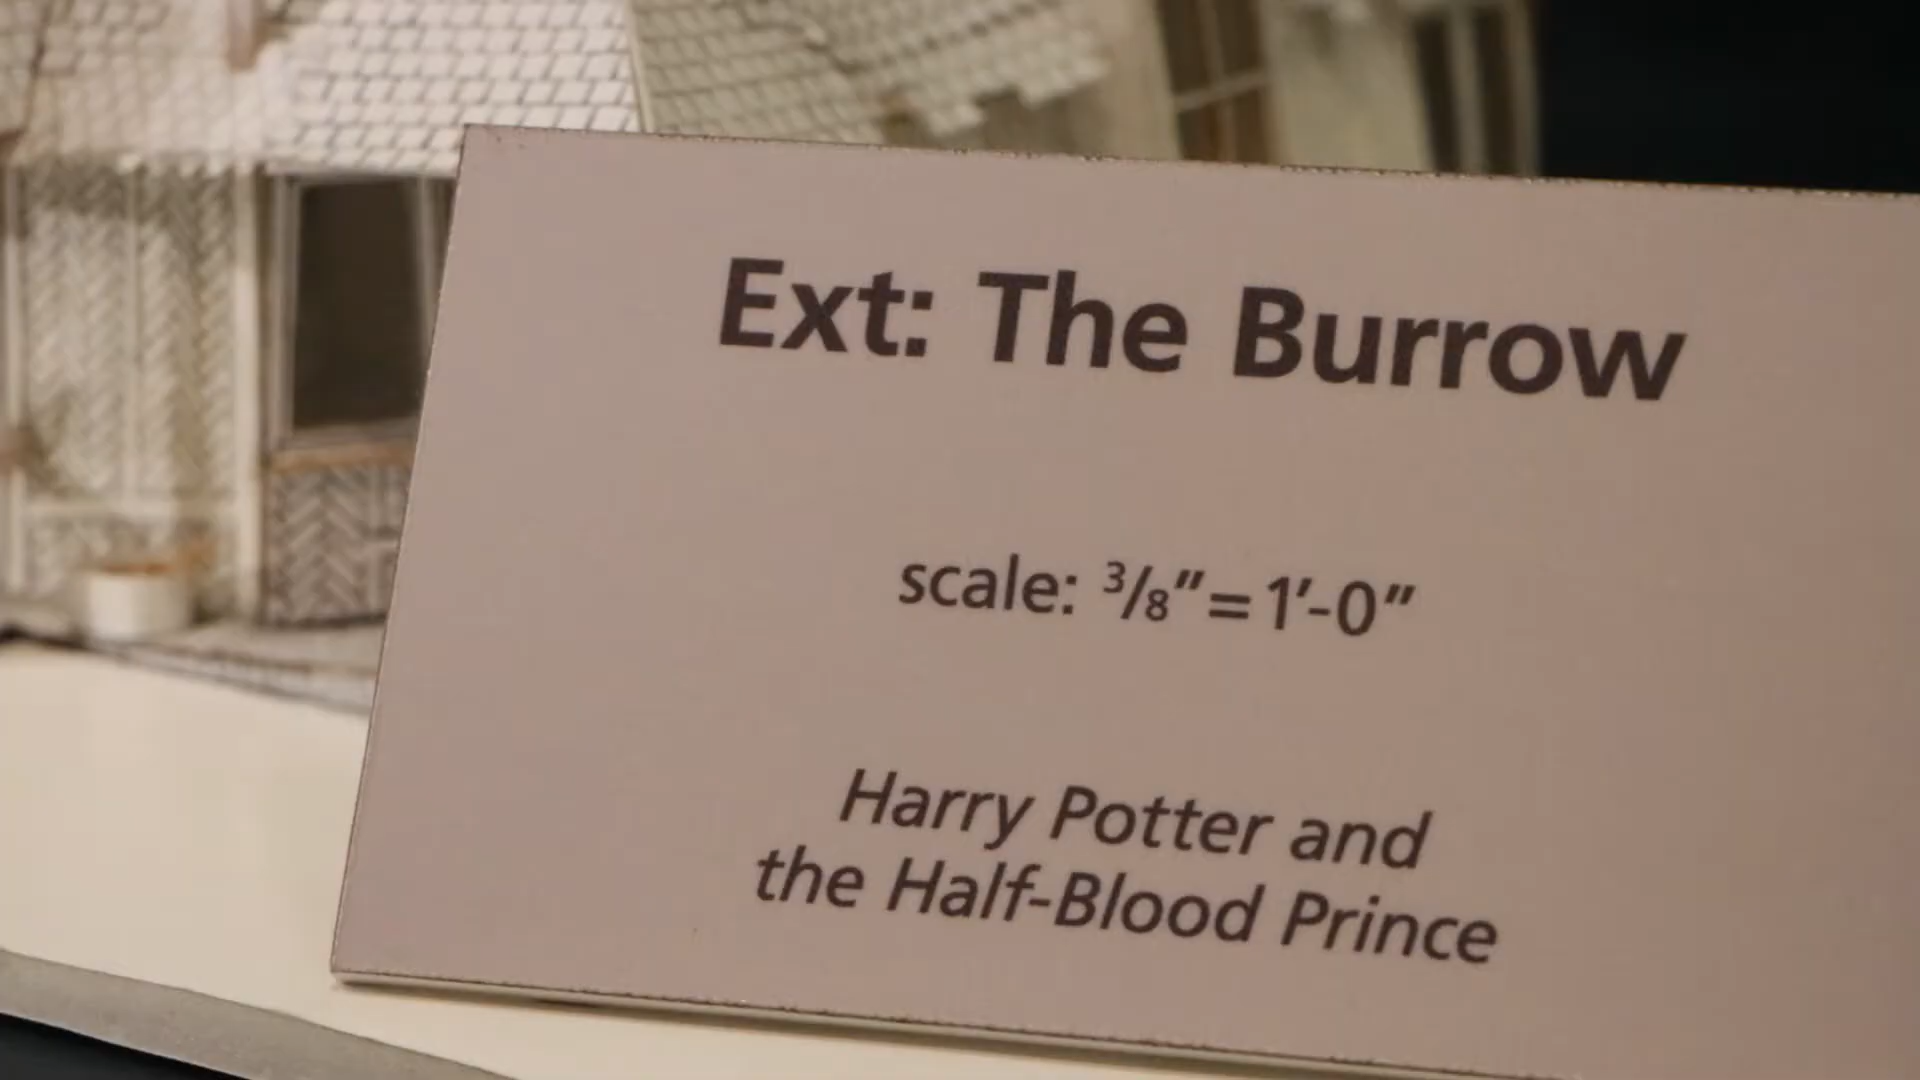 Ext: The Burrow
scale: ³/₈″=1′-0″
Harry Potter and
the Half-Blood Prince